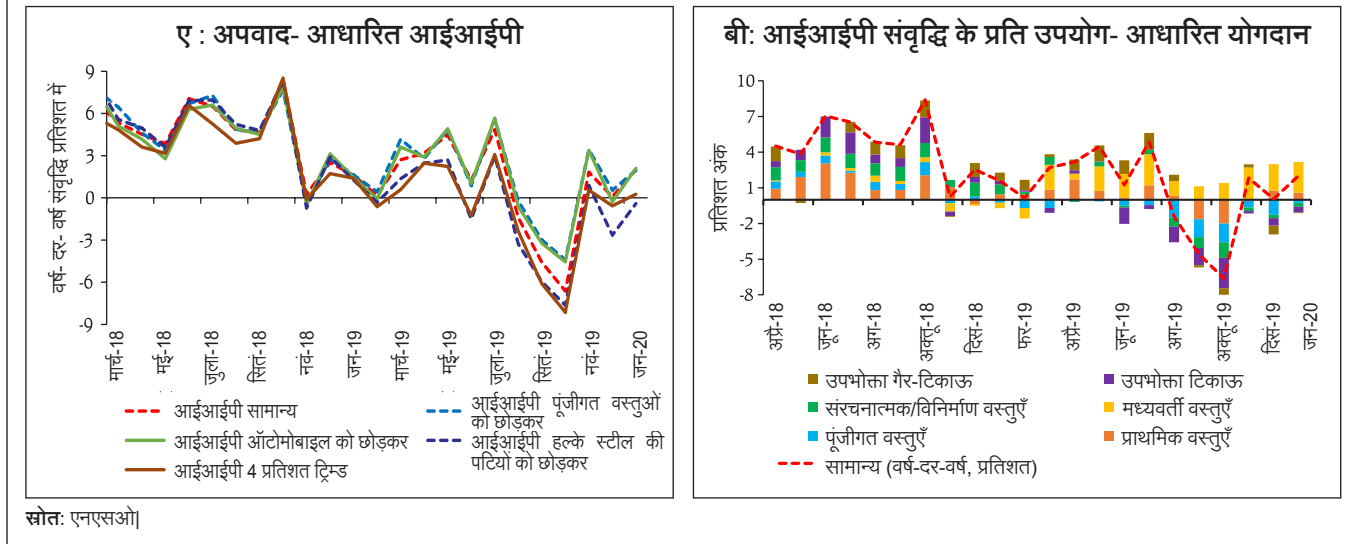 ए : अपवाद- आधारित आईआईपी
वर्ष- दर- वर्ष संवृद्धि प्रतिशत में
9
6
3
0
-3
-6
-9
मार्च-18
मई-18
जुला-18
सितं-18
नवं-18
जन-19
मार्च-19
मई-19
जुला-19
सितं-19
नवं-19
जन-20
आईआईपी सामान्य
आईआईपी पूंजीगत वस्तुओं
को छोड़कर
आईआईपी ऑटोमोबाइल को छोड़कर
आईआईपी हल्के स्टील की
पटियों को छोड़कर
आईआईपी 4 प्रतिशत ट्रिम्ड
बी: आईआईपी संवृद्धि के प्रति उपयोग- आधारित योगदान
प्रतिशत अंक
10
7
4
1
-2
-5
-8
अप्रै-18
जून-18
अग-18
अक्तू-18
दिसं-18
फर-19
अप्रै-19
जून-19
अग-19
अक्तू-19
दिसं-19
जन-20
उपभोक्ता गैर-टिकाऊ
उपभोक्ता टिकाऊ
संरचनात्मक/विनिर्माण वस्तुएँ
मध्यवर्ती वस्तुएँ
पूंजीगत वस्तुएँ
प्राथमिक वस्तुएँ
सामान्य (वर्ष-दर-वर्ष, प्रतिशत)
स्रोत: एनएसओ|